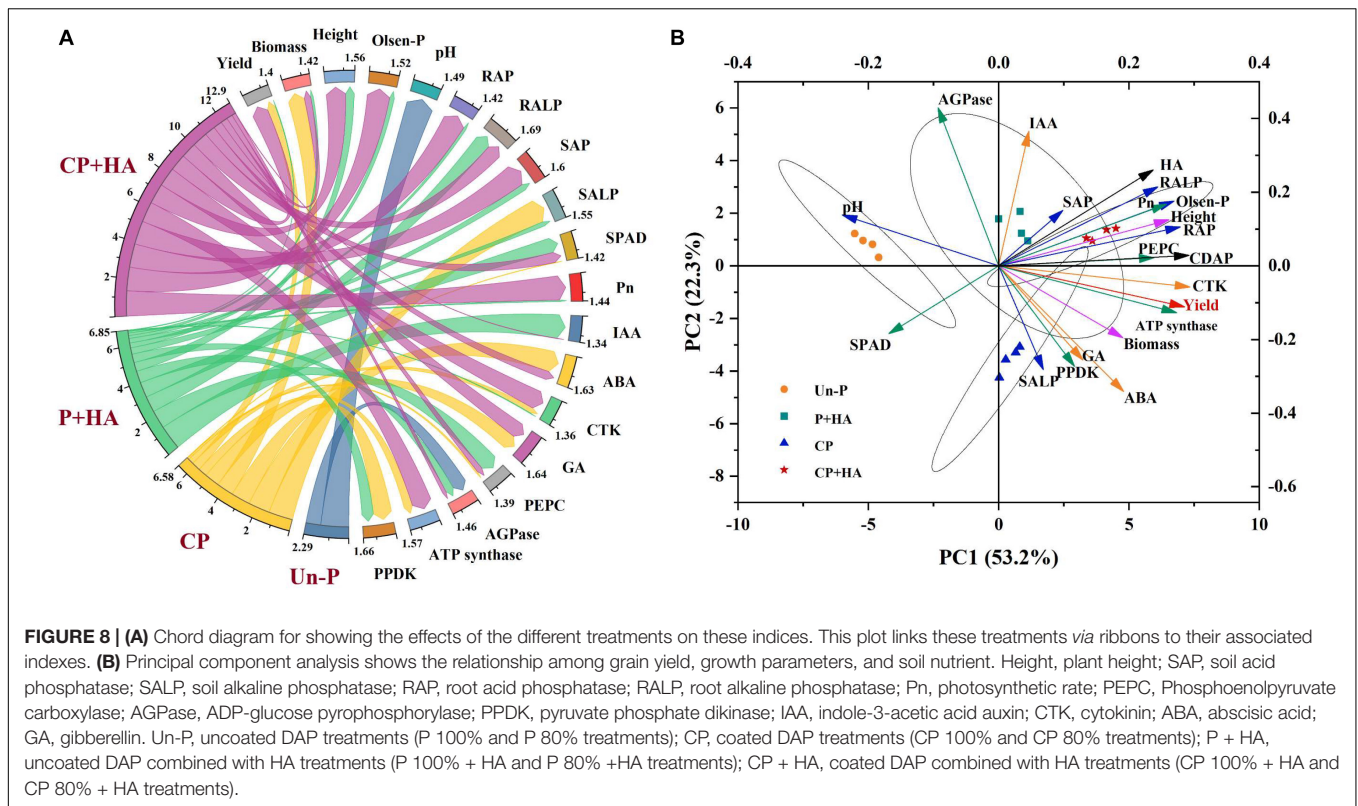 A
Yield
Biomass
Height
Olsen-P
pH
RAP
RALP
SAP
SALP
SPAD
Pn
IAA
ABA
CTK
GA
PEPC
AGPase
ATP synthase
PPDK
1.4
1.42
1.56
1.52
1.49
1.42
1.69
1.6
1.55
1.42
1.44
1.34
1.63
1.36
1.64
1.39
1.46
1.57
1.66
CP+HA
12.9
12
10
8
6
4
2
P+HA
6.85
6
4
2
CP
6.58
6
4
2
Un-P
2.29
B
-0.4 -0.2 0.0 0.2 0.4
6
4
2
0
-2
-4
-6
-8
PC2 (22.3%)
0.4
0.2
0.0
-0.2
-0.4
-0.6
AGPase
IAA
HA
RALP
Pn Olsen-P
SAP
Height
RAP
pH
PEPC
CDAP
CTK
Yield
ATP synthase
Biomass
SPAD
GA
PPDK
SALP
ABA
Un-P
P+HA
CP
CP+HA
-10 -5 0 5 10
PC1 (53.2%)
FIGURE 8 | (A) Chord diagram for showing the effects of the different treatments on these indices. This plot links these treatments via ribbons to their associated
indexes. (B) Principal component analysis shows the relationship among grain yield, growth parameters, and soil nutrient. Height, plant height; SAP, soil acid
phosphatase; SALP, soil alkaline phosphatase; RAP, root acid phosphatase; RALP, root alkaline phosphatase; Pn, photosynthetic rate; PEPC, Phosphoenolpyruvate
carboxylase; AGPase, ADP-glucose pyrophosphorylase; PPDK, pyruvate phosphate dikinase; IAA, indole-3-acetic acid auxin; CTK, cytokinin; ABA, abscisic acid;
GA, gibberellin. Un-P, uncoated DAP treatments (P 100% and P 80% treatments); CP, coated DAP treatments (CP 100% and CP 80% treatments); P + HA,
uncoated DAP combined with HA treatments (P 100% + HA and P 80% +HA treatments); CP + HA, coated DAP combined with HA treatments (CP 100% + HA and
CP 80% + HA treatments).